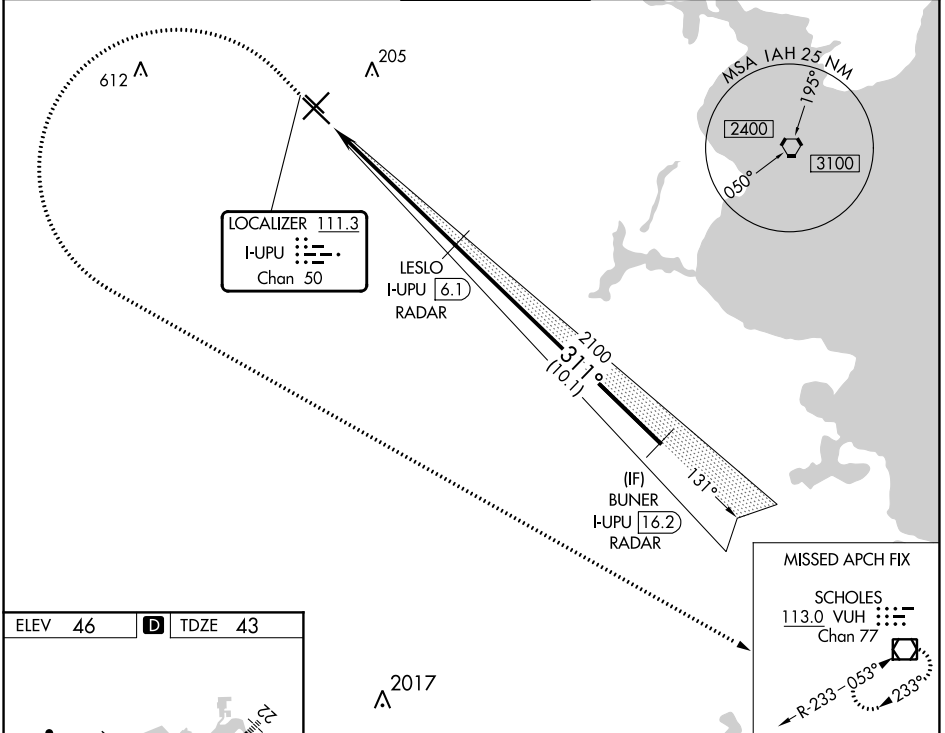 612
205
MSA IAH 25 NM
195°
2400
3100
050°
LOCALIZER 111.3
I-UPU
Chan 50
LESLO
I-UPU 6.1
RADAR
2100
311°
(10.1)
131°
(IF)
BUNER
I-UPU 16.2
RADAR
MISSED APCH FIX
SCHOLES
113.0 VUH
Chan 77
R-233
053°
233°
ELEV 46 D TDZE 43
22
2017